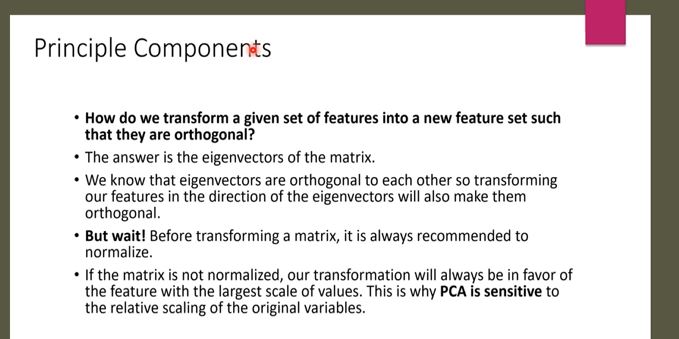 Principle Components
• How do we transform a given set of features into a new feature set such
that they are orthogonal?
• The answer is the eigenvectors of the matrix.
• We know that eigenvectors are orthogonal to each other so transforming
our features in the direction of the eigenvectors will also make them
orthogonal.
• But wait! Before transforming a matrix, it is always recommended to
normalize.
• If the matrix is not normalized, our transformation will always be in favor of
the feature with the largest scale of values. This is why PCA is sensitive to
the relative scaling of the original variables.